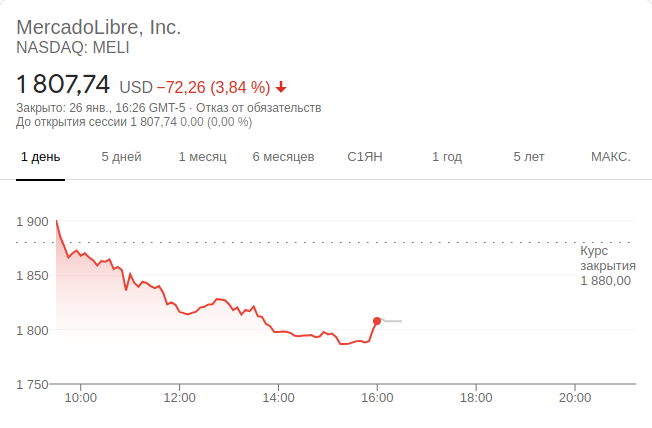 MercadoLibre, Inc.
NASDAQ: MELI
1 807,74 USD −72,26 (3,84 %)
Закрыто: 26 янв., 16:26 GMT-5 · Отказ от обязательств
До открытия сессии 1 807,74 0,00 (0,00 %)
1 день 5 дней 1 месяц 6 месяцев С1ЯН 1 год 5 лет МАКС.
1 900
Курс
закрытия
1 880,00
1 850
1 800
1 750
10:00 12:00 14:00 16:00 18:00 20:00